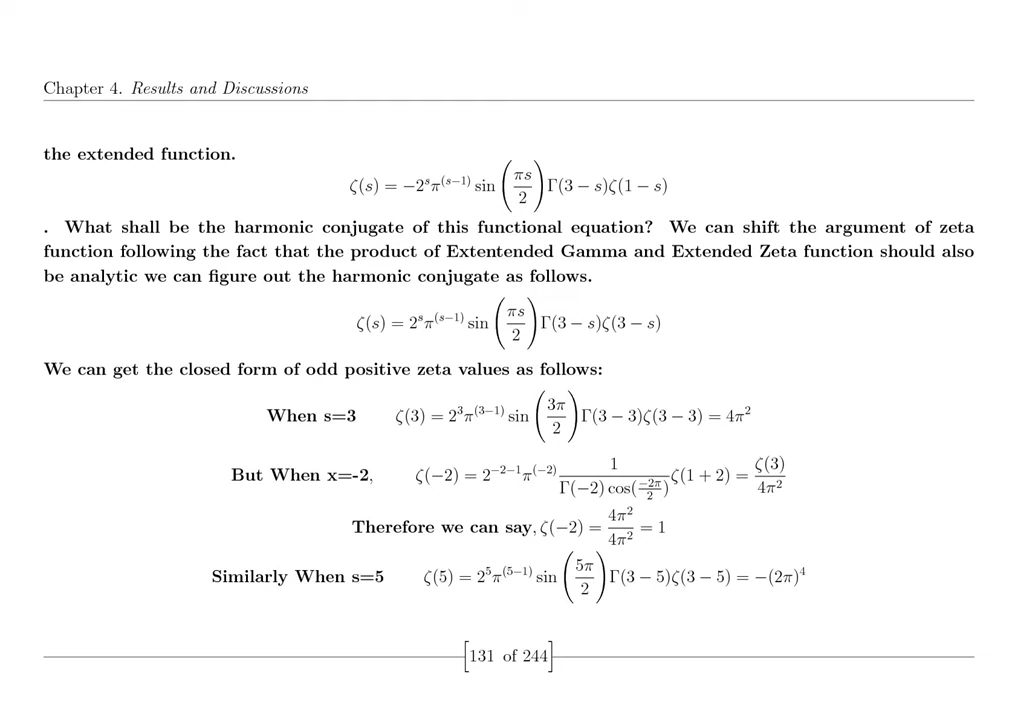 Chapter 4. Results and Discussions
the extended function.
ζ(s) = −2^s π^(s−1) sin(πs/2) Γ(3 − s)ζ(1 − s)
. What shall be the harmonic conjugate of this functional equation? We can shift the argument of zeta
function following the fact that the product of Extentended Gamma and Extended Zeta function should also
be analytic we can figure out the harmonic conjugate as follows.
ζ(s) = 2^s π^(s−1) sin(πs/2) Γ(3 − s)ζ(3 − s)
We can get the closed form of odd positive zeta values as follows:
When s=3 ζ(3) = 2^3 π^(3−1) sin(3π/2) Γ(3 − 3)ζ(3 − 3) = 4π^2
But When x=-2, ζ(−2) = 2^(−2−1) π^(−2) 1/(Γ(−2) cos(−2π/2)) ζ(1 + 2) = ζ(3)/4π^2
Therefore we can say, ζ(−2) = 4π^2/4π^2 = 1
Similarly When s=5 ζ(5) = 2^5 π^(5−1) sin(5π/2) Γ(3 − 5)ζ(3 − 5) = −(2π)^4
[131 of 244]